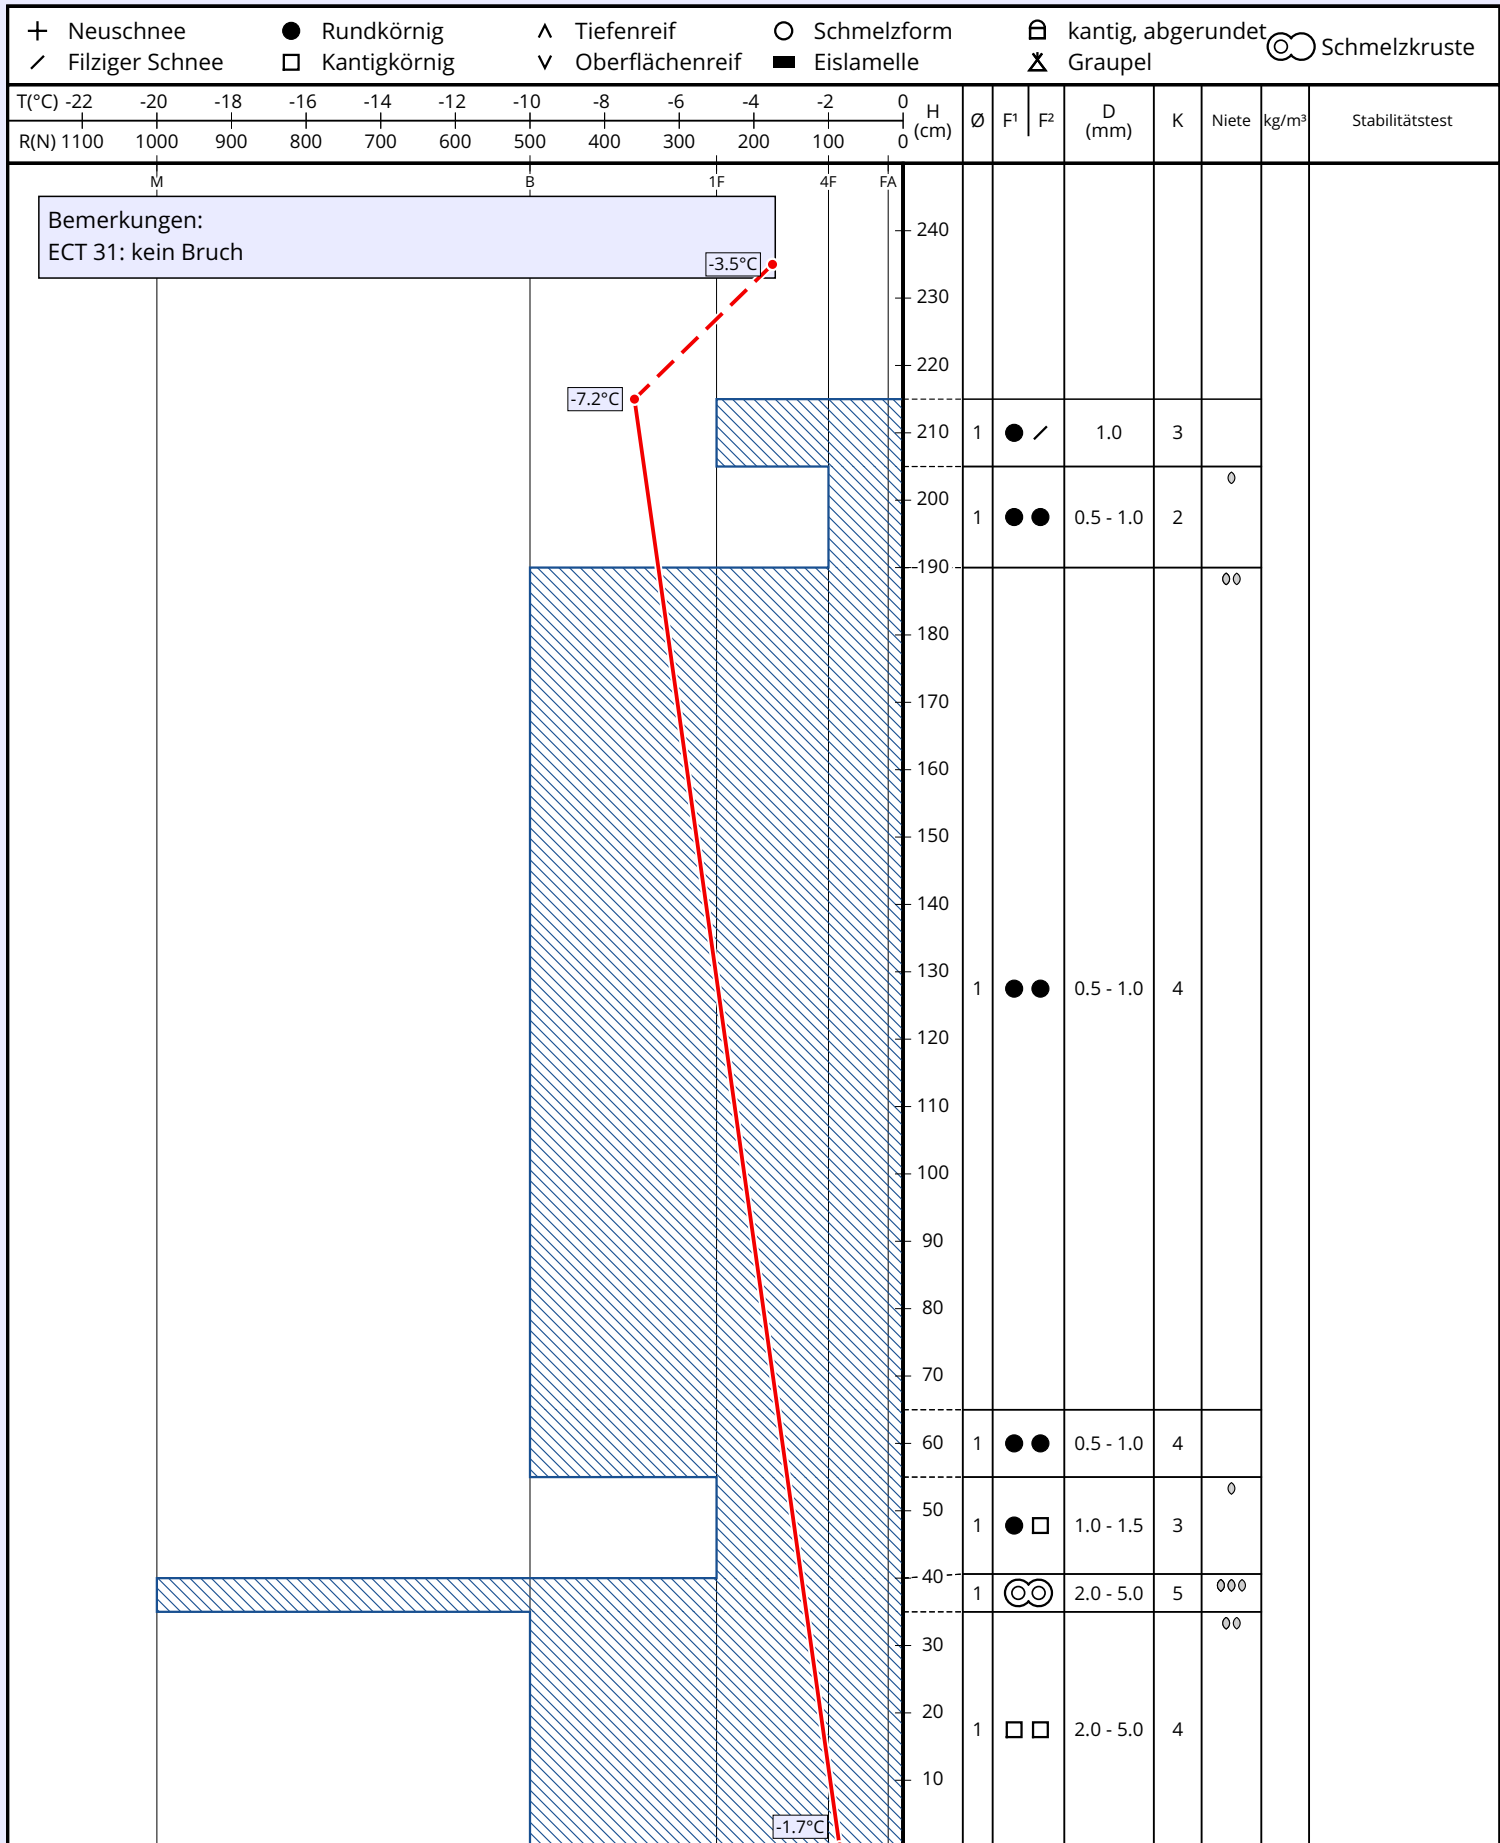 Neuschnee Rundkörnig Tiefenreif Schmelzform kantig, abgerundet Schmelzkruste
Filziger Schnee Kantigkörnig Oberflächenreif Eislamelle Graupel
T(°C) -22 -20 -18 -16 -14 -12 -10 -8 -6 -4 -2 0
R(N) 1100 1000 900 800 700 600 500 400 300 200 100 0
H (cm) Ø F¹ F² D (mm) K Niete kg/m³ Stabilitätstest
M B 1F 4F FA
Bemerkungen:
ECT 31: kein Bruch
240
-3.5°C
230
220
-7.2°C
210 1 1.0 3
200
1 0.5 - 1.0 2
190
180
170
160
150
140
130
1 0.5 - 1.0 4
120
110
100
90
80
70
60 1 0.5 - 1.0 4
50
1 1.0 - 1.5 3
40
1 2.0 - 5.0 5
30
20
1 2.0 - 5.0 4
10
-1.7°C